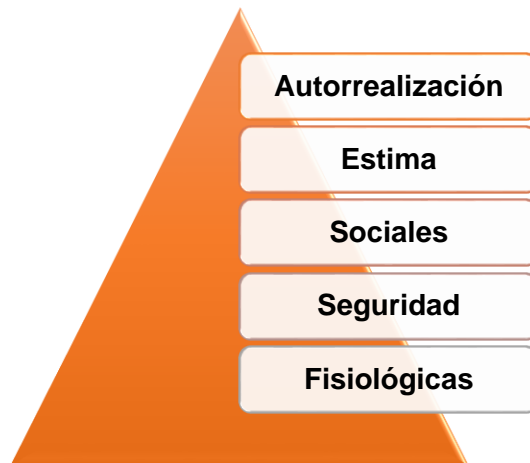 Autorrealización
Estima
Sociales
Seguridad
Fisiológicas